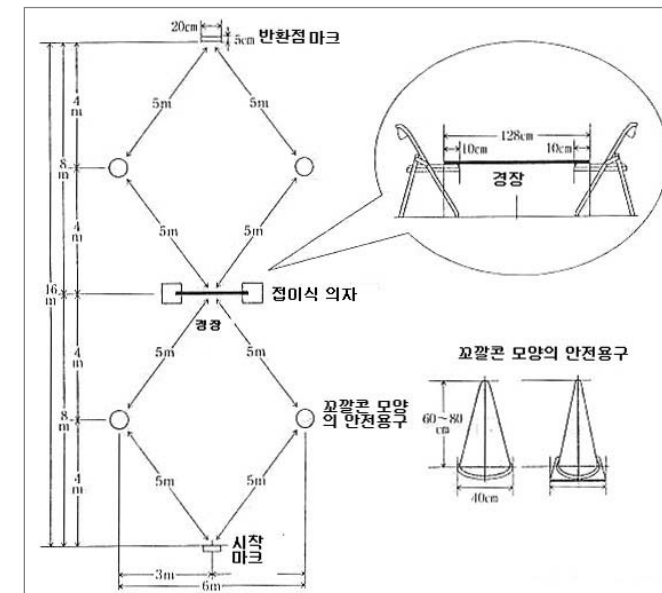 20cm
5cm 반환점 마크
5m
5m
4
m
8
m
4
m
5m
5m
128cm
10cm
10cm
경장
16
m
접이식 의자
경장
5m
5m
4
m
8
m
4
m
꼬깔콘 모양
의 안전용구
5m
5m
시작
마크
3m
6m
꼬깔콘 모양의 안전용구
60~80
cm
40cm